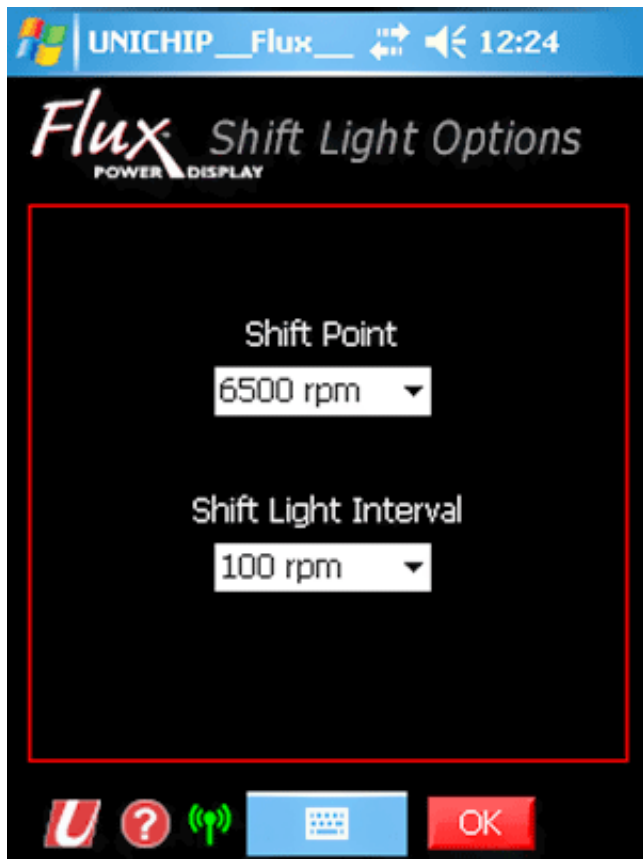 UNICHIP__Flux__ 12:24
Flux Shift Light Options
POWER DISPLAY
Shift Point
6500 rpm
Shift Light Interval
100 rpm
U ? OK